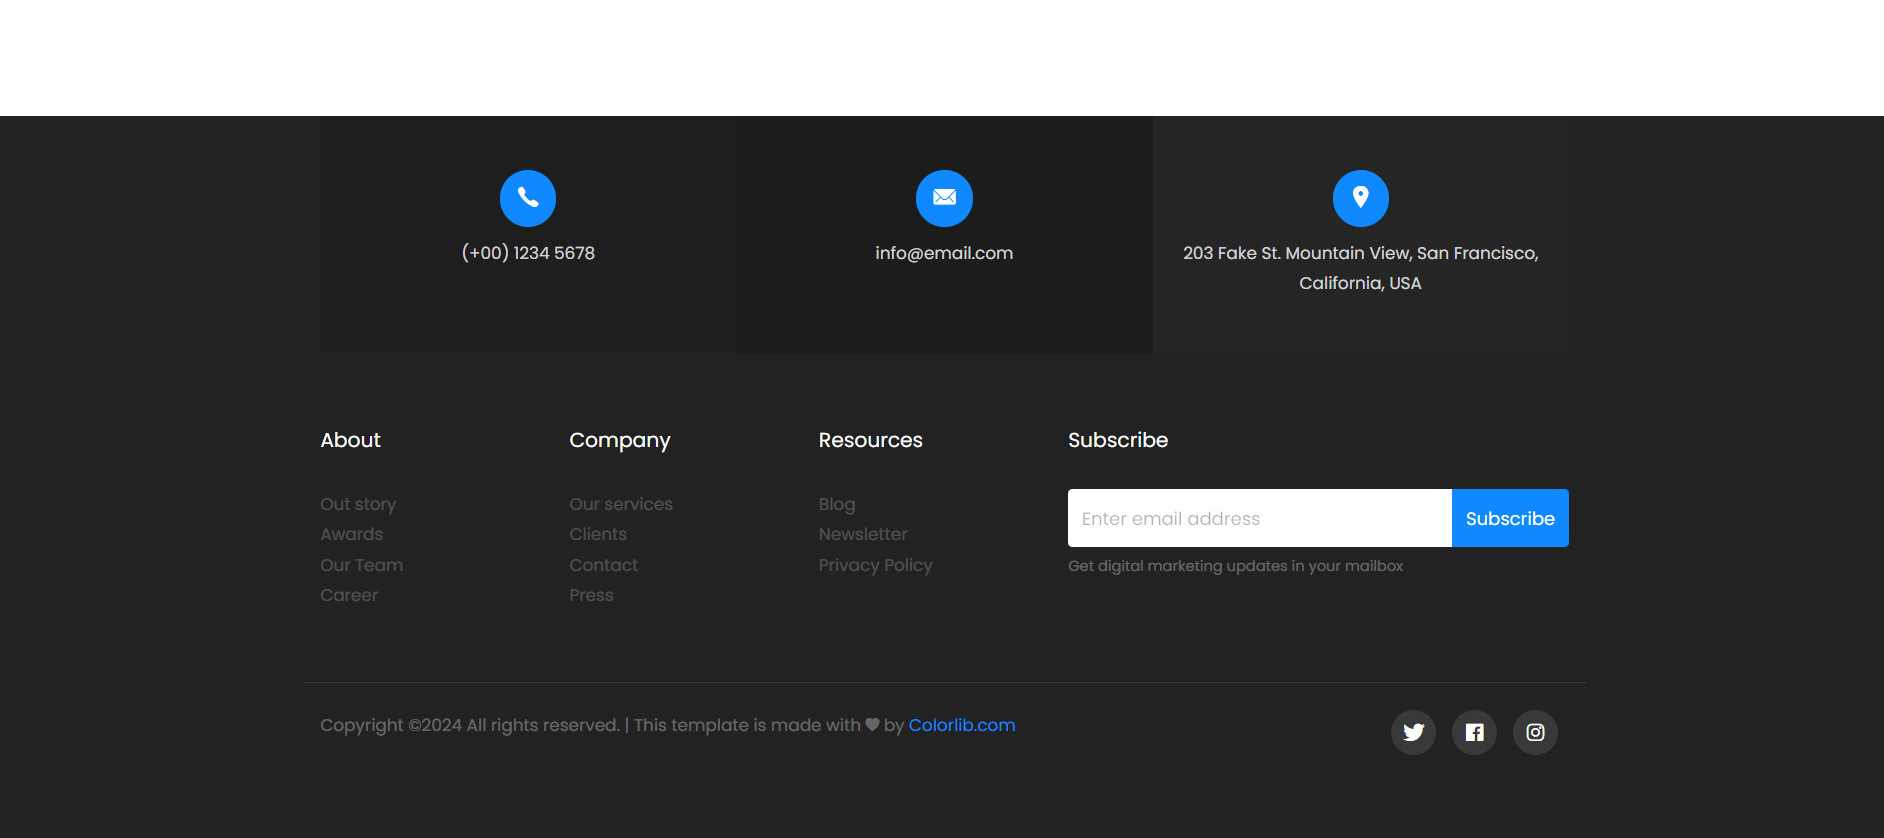 (+00) 1234 5678
info@email.com
203 Fake St. Mountain View, San Francisco,
California, USA
About
Out story
Awards
Our Team
Career
Company
Our services
Clients
Contact
Press
Resources
Blog
Newsletter
Privacy Policy
Subscribe
Enter email address
Subscribe
Get digital marketing updates in your mailbox
Copyright ©2024 All rights reserved. | This template is made with ♥ by Colorlib.com